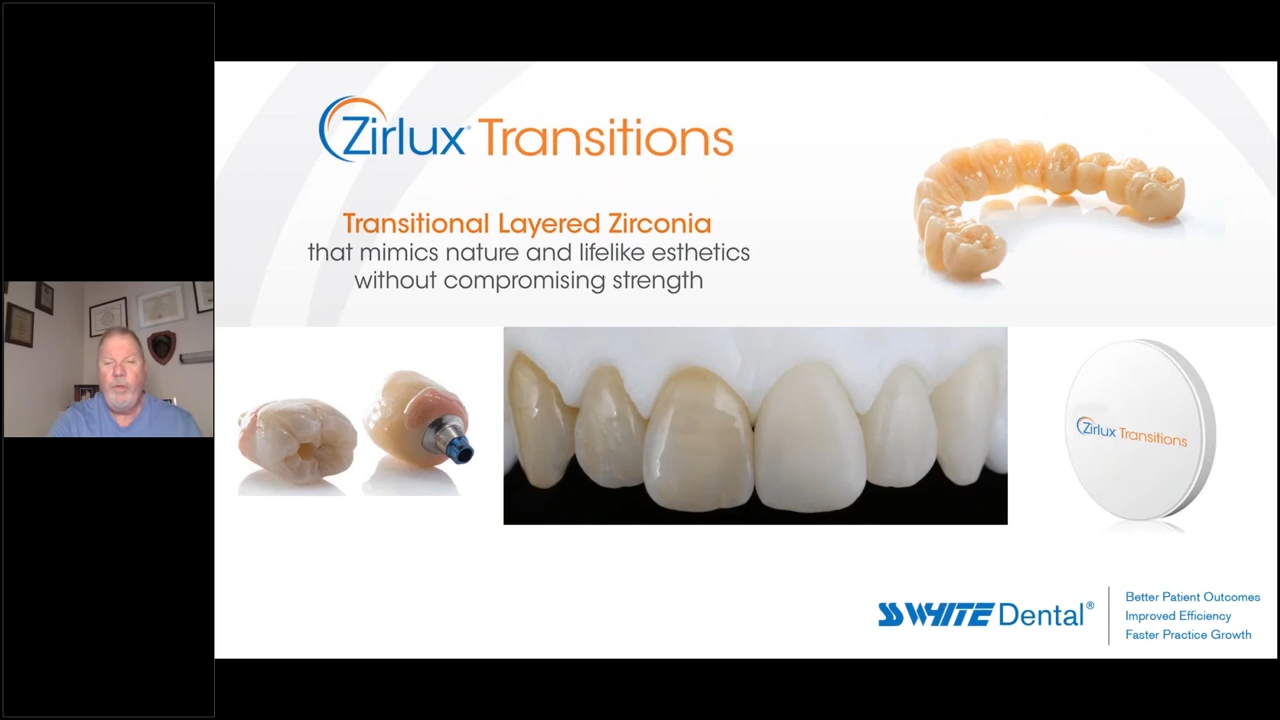 Zirlux® Transitions
Transitional Layered Zirconia
that mimics nature and lifelike esthetics
without compromising strength
Zirlux Transitions
SSWHITE Dental®
Better Patient Outcomes
Improved Efficiency
Faster Practice Growth